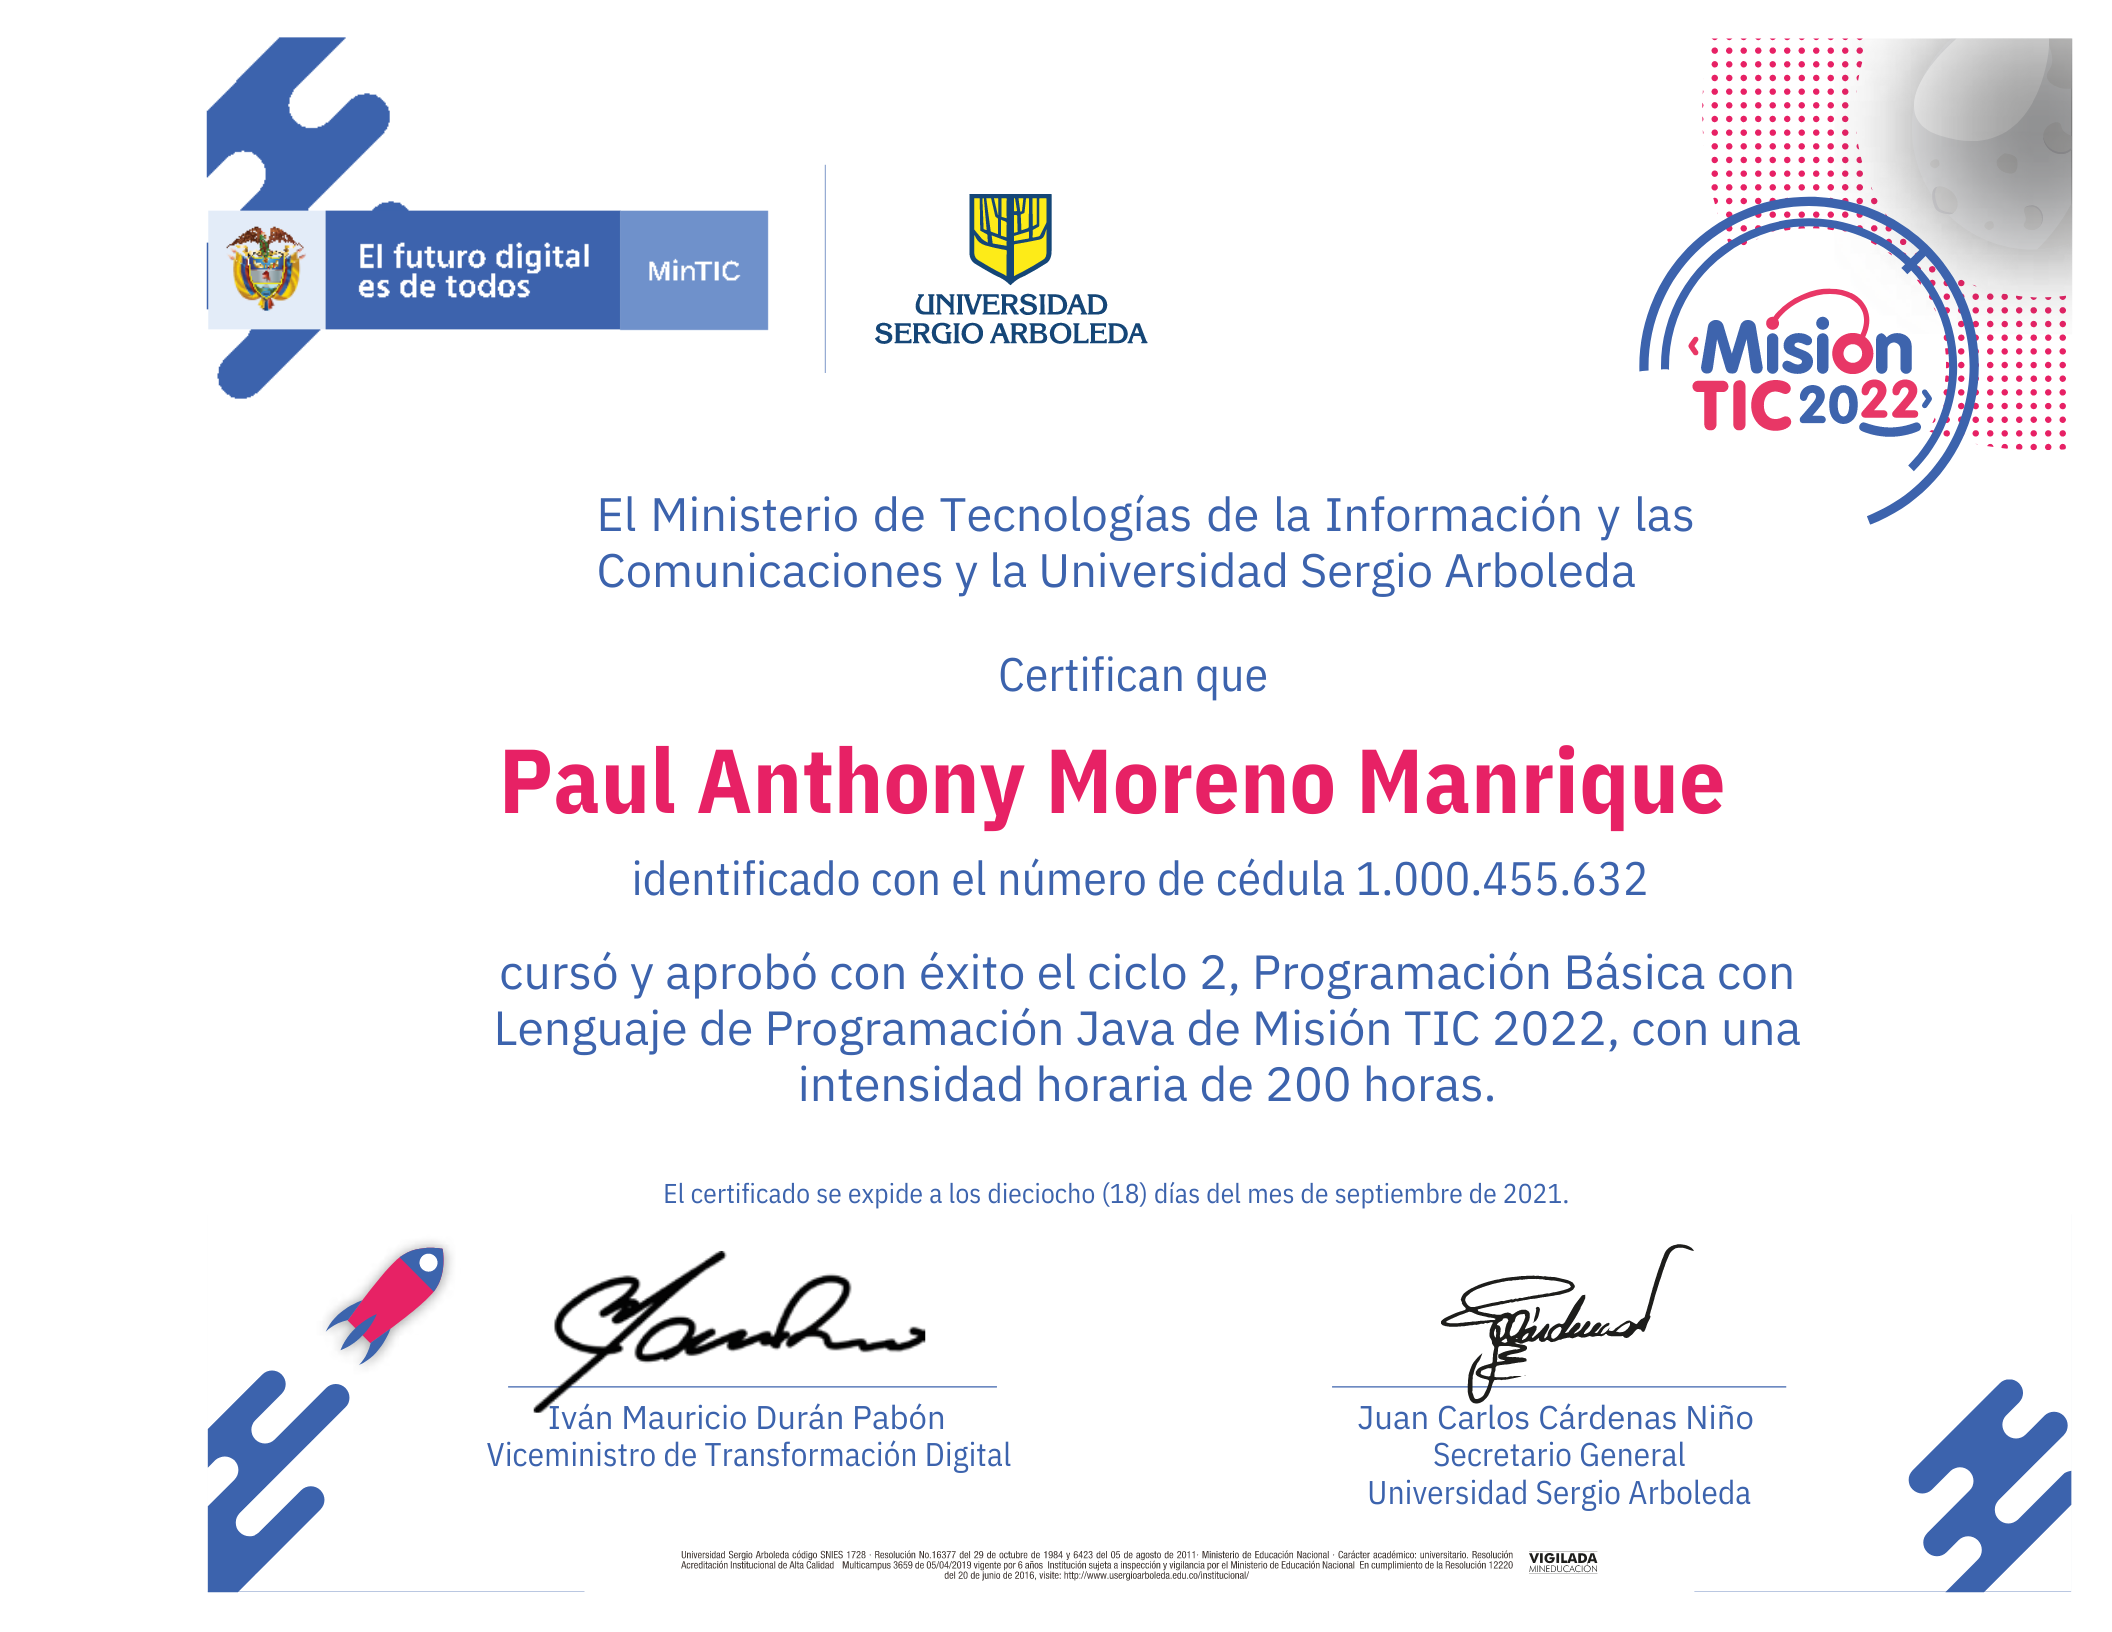 El futuro digital
es de todos
MinTIC
UNIVERSIDAD
SERGIO ARBOLEDA
‹Misión
TIC 2022›
El Ministerio de Tecnologías de la Información y las
Comunicaciones y la Universidad Sergio Arboleda
Certifican que
Paul Anthony Moreno Manrique
identificado con el número de cédula 1.000.455.632
cursó y aprobó con éxito el ciclo 2, Programación Básica con
Lenguaje de Programación Java de Misión TIC 2022, con una
intensidad horaria de 200 horas.
El certificado se expide a los dieciocho (18) días del mes de septiembre de 2021.
Iván Mauricio Durán Pabón
Viceministro de Transformación Digital
Juan Carlos Cárdenas Niño
Secretario General
Universidad Sergio Arboleda
Universidad Sergio Arboleda código SNIES 1728 · Resolución No.16377 del 29 de octubre de 1984 y 6423 del 05 de agosto de 2011· Ministerio de Educación Nacional · Carácter académico: universitario. Resolución
Acreditación Institucional de Alta Calidad Multicampus 3659 de 05/04/2019 vigente por 6 años Institución sujeta a inspección y vigilancia por el Ministerio de Educación Nacional En cumplimiento de la Resolución 12220
del 20 de junio de 2016, visite: http://www.usergioarboleda.edu.co/institucional/
VIGILADA
MINEDUCACIÓN